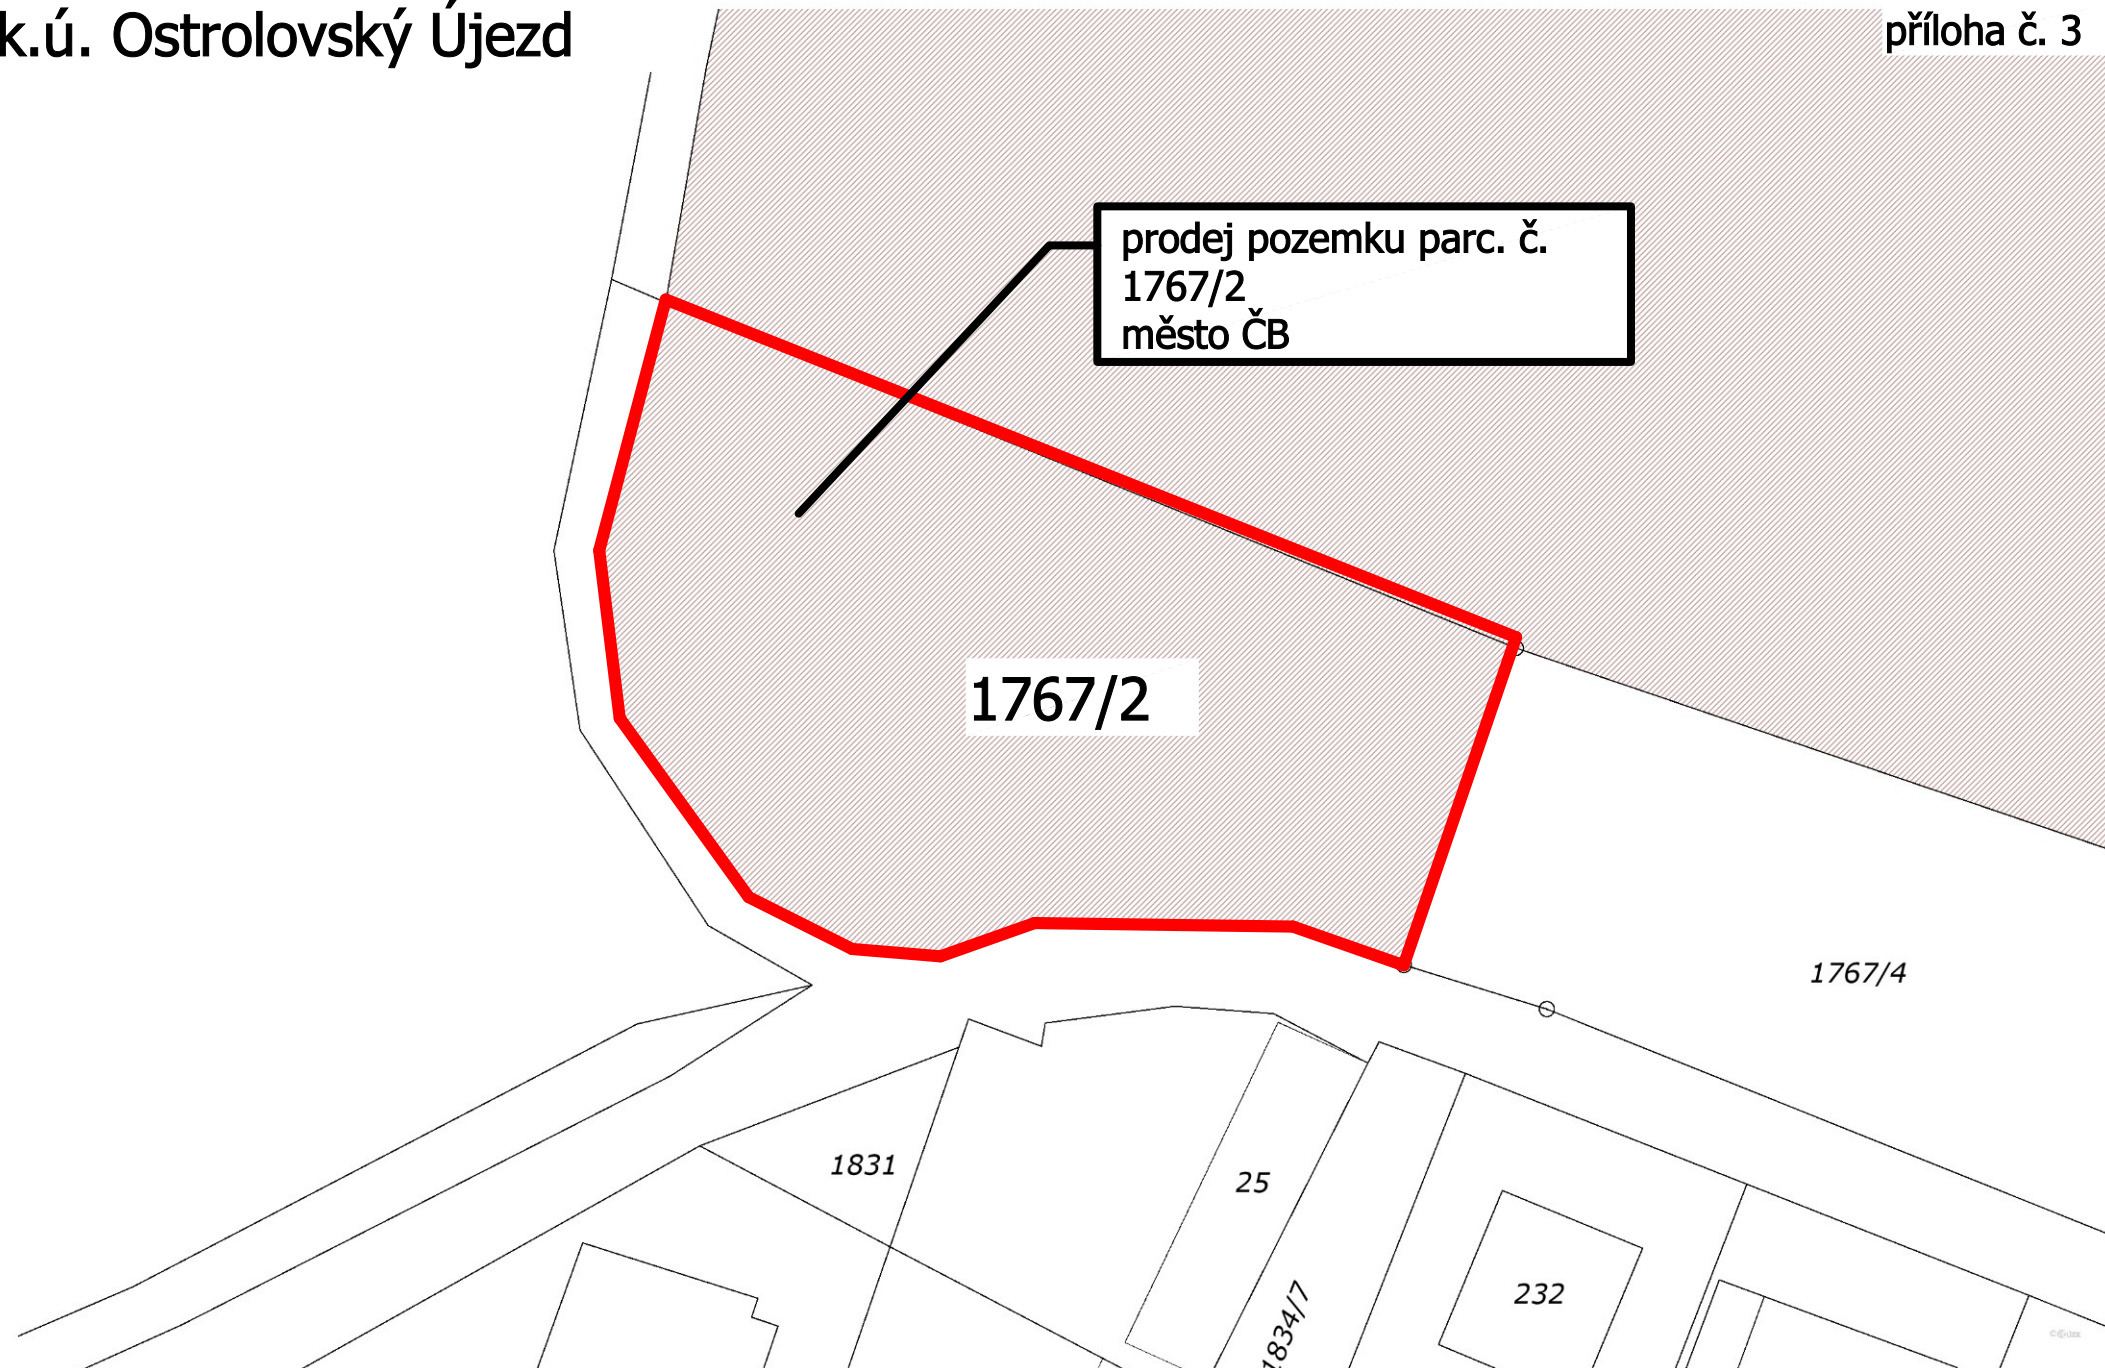 k.ú. Ostrolovský Újezd
příloha č. 3
prodej pozemku parc. č.
1767/2
město ČB
1767/2
1767/4
1831
25
232
1834/7